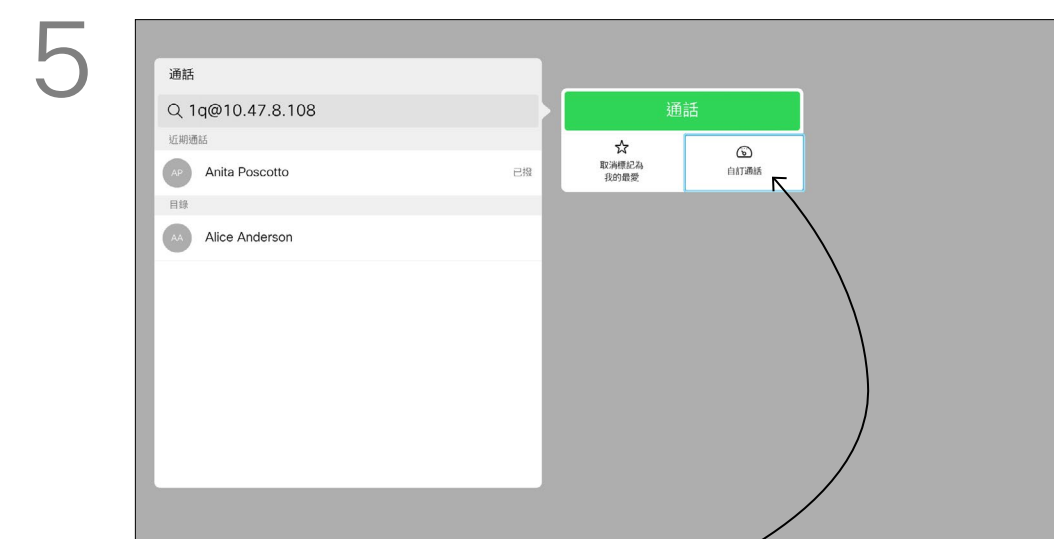 5
通話
1q@10.47.8.108
近期通話
AP Anita Poscotto 已撥
目錄
AA Alice Anderson
通話
取消標記為
我的最愛
自訂通話